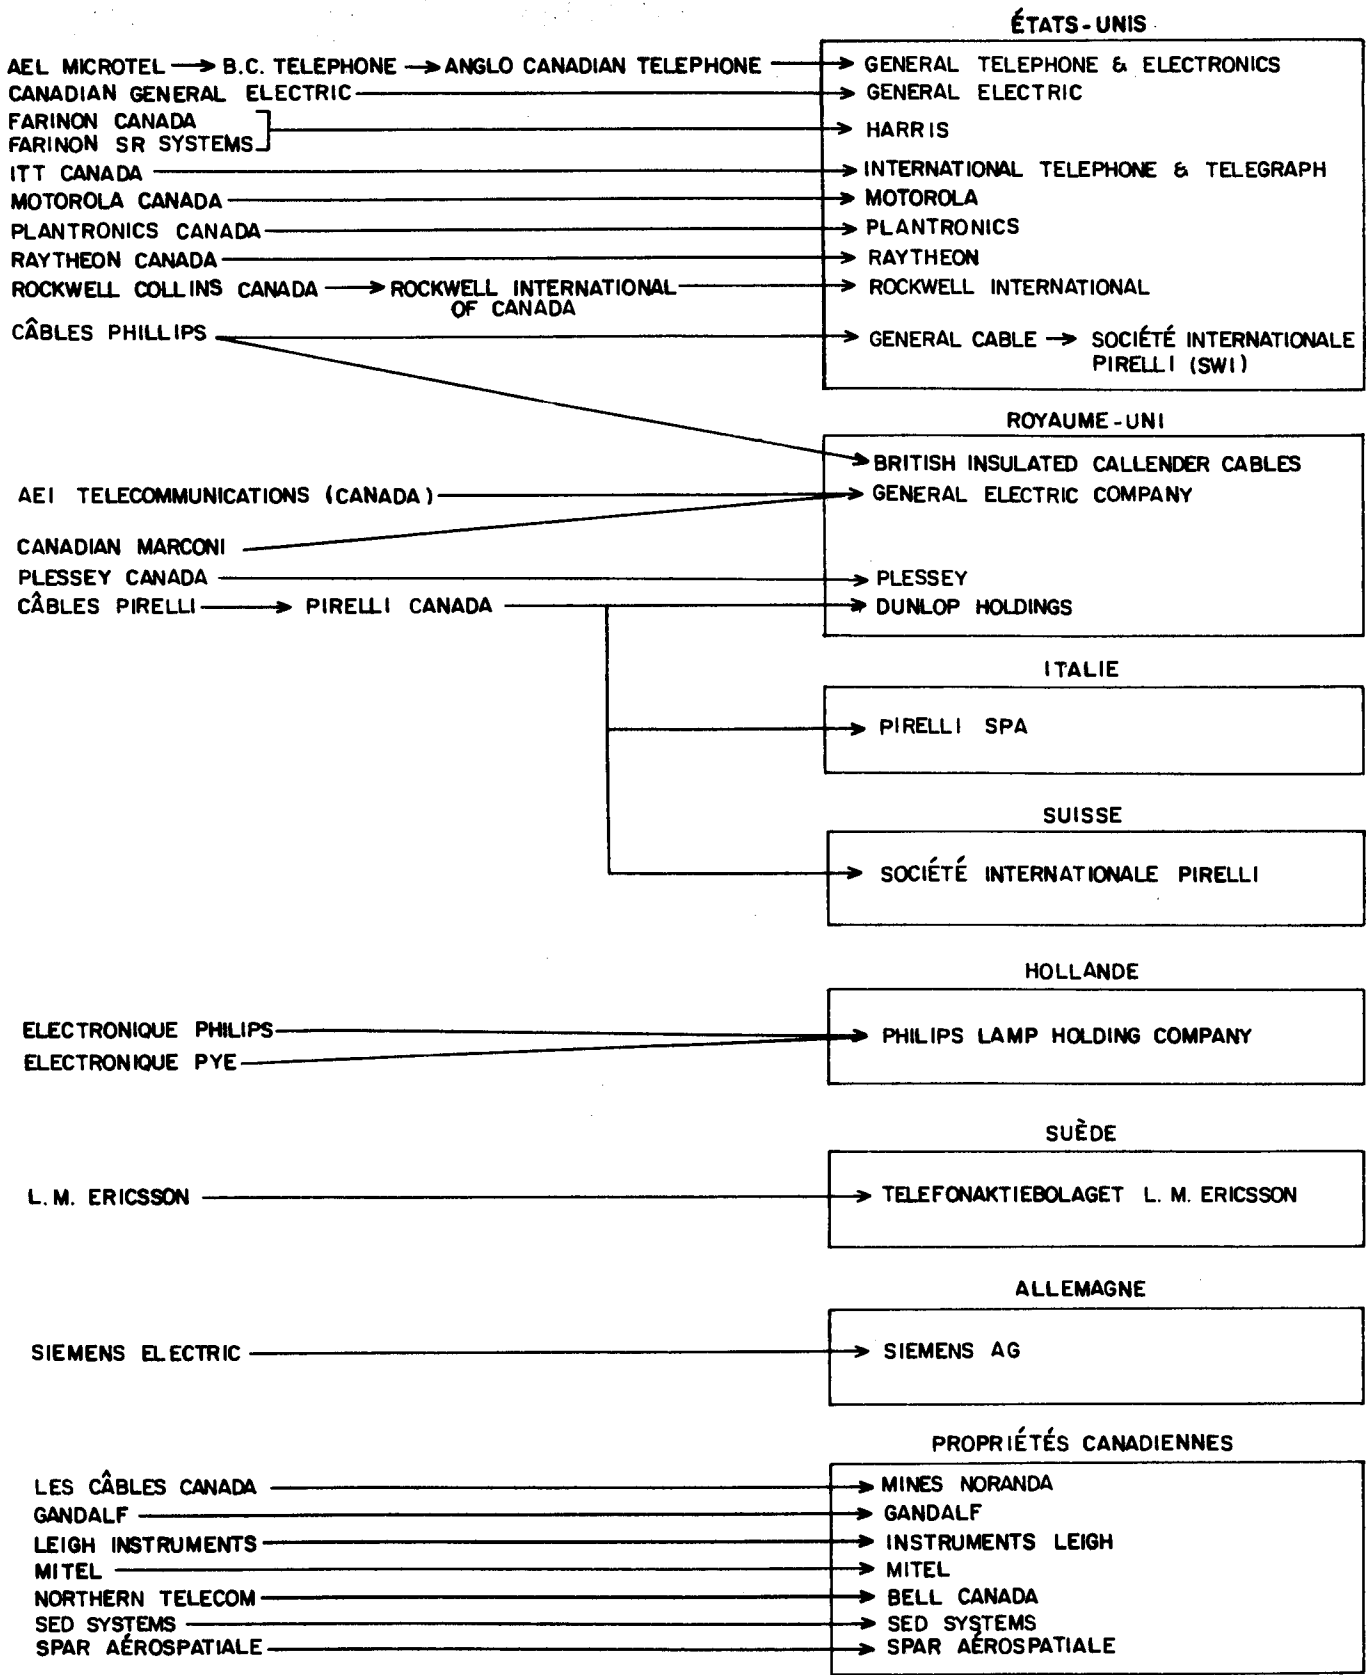 ÉTATS-UNIS
AEL MICROTEL → B.C. TELEPHONE → ANGLO CANADIAN TELEPHONE → GENERAL TELEPHONE & ELECTRONICS
CANADIAN GENERAL ELECTRIC → GENERAL ELECTRIC
FARINON CANADA
FARINON SR SYSTEMS → HARRIS
ITT CANADA → INTERNATIONAL TELEPHONE & TELEGRAPH
MOTOROLA CANADA → MOTOROLA
PLANTRONICS CANADA → PLANTRONICS
RAYTHEON CANADA → RAYTHEON
ROCKWELL COLLINS CANADA → ROCKWELL INTERNATIONAL → ROCKWELL INTERNATIONAL
OF CANADA
CÂBLES PHILLIPS → GENERAL CABLE → SOCIÉTÉ INTERNATIONALE
PIRELLI (SWI)
ROYAUME-UNI
BRITISH INSULATED CALLENDER CABLES
AEI TELECOMMUNICATIONS (CANADA) → GENERAL ELECTRIC COMPANY
CANADIAN MARCONI
PLESSEY CANADA → PLESSEY
CÂBLES PIRELLI → PIRELLI CANADA → DUNLOP HOLDINGS
ITALIE
PIRELLI SPA
SUISSE
SOCIÉTÉ INTERNATIONALE PIRELLI
HOLLANDE
ELECTRONIQUE PHILIPS → PHILIPS LAMP HOLDING COMPANY
ELECTRONIQUE PYE
SUÈDE
L.M. ERICSSON → TELEFONAKTIEBOLAGET L.M. ERICSSON
ALLEMAGNE
SIEMENS ELECTRIC → SIEMENS AG
PROPRIÉTÉS CANADIENNES
LES CÂBLES CANADA → MINES NORANDA
GANDALF → GANDALF
LEIGH INSTRUMENTS → INSTRUMENTS LEIGH
MITEL → MITEL
NORTHERN TELECOM → BELL CANADA
SED SYSTEMS → SED SYSTEMS
SPAR AÉROSPATIALE → SPAR AÉROSPATIALE